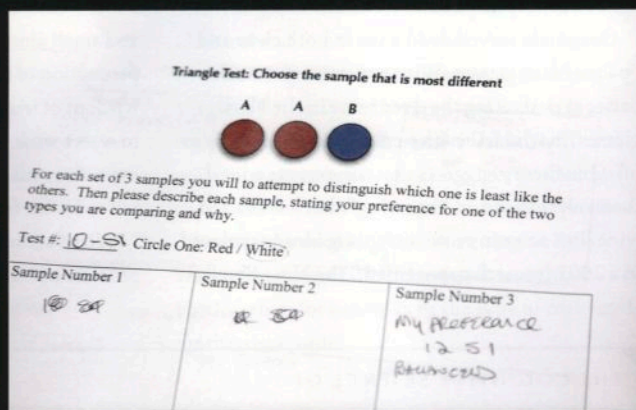 Triangle Test: Choose the sample that is most different
A A B
For each set of 3 samples you will to attempt to distinguish which one is least like the
others. Then please describe each sample, stating your preference for one of the two
types you are comparing and why.
Test #: Circle One: Red / White
Sample Number 1
Sample Number 2
Sample Number 3
My PREFERANCE
12 51
BALANCED